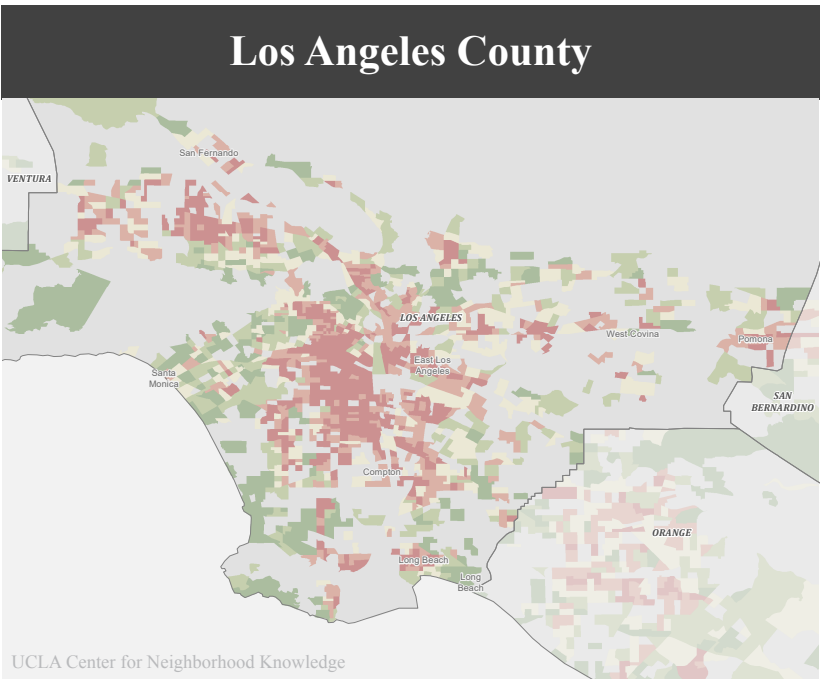 Los Angeles County
San Fernando
VENTURA
LOS ANGELES
West Covina
Pomona
East Los
Angeles
Santa
Monica
SAN
BERNARDINO
Compton
ORANGE
Long Beach
Long
Beach
UCLA Center for Neighborhood Knowledge